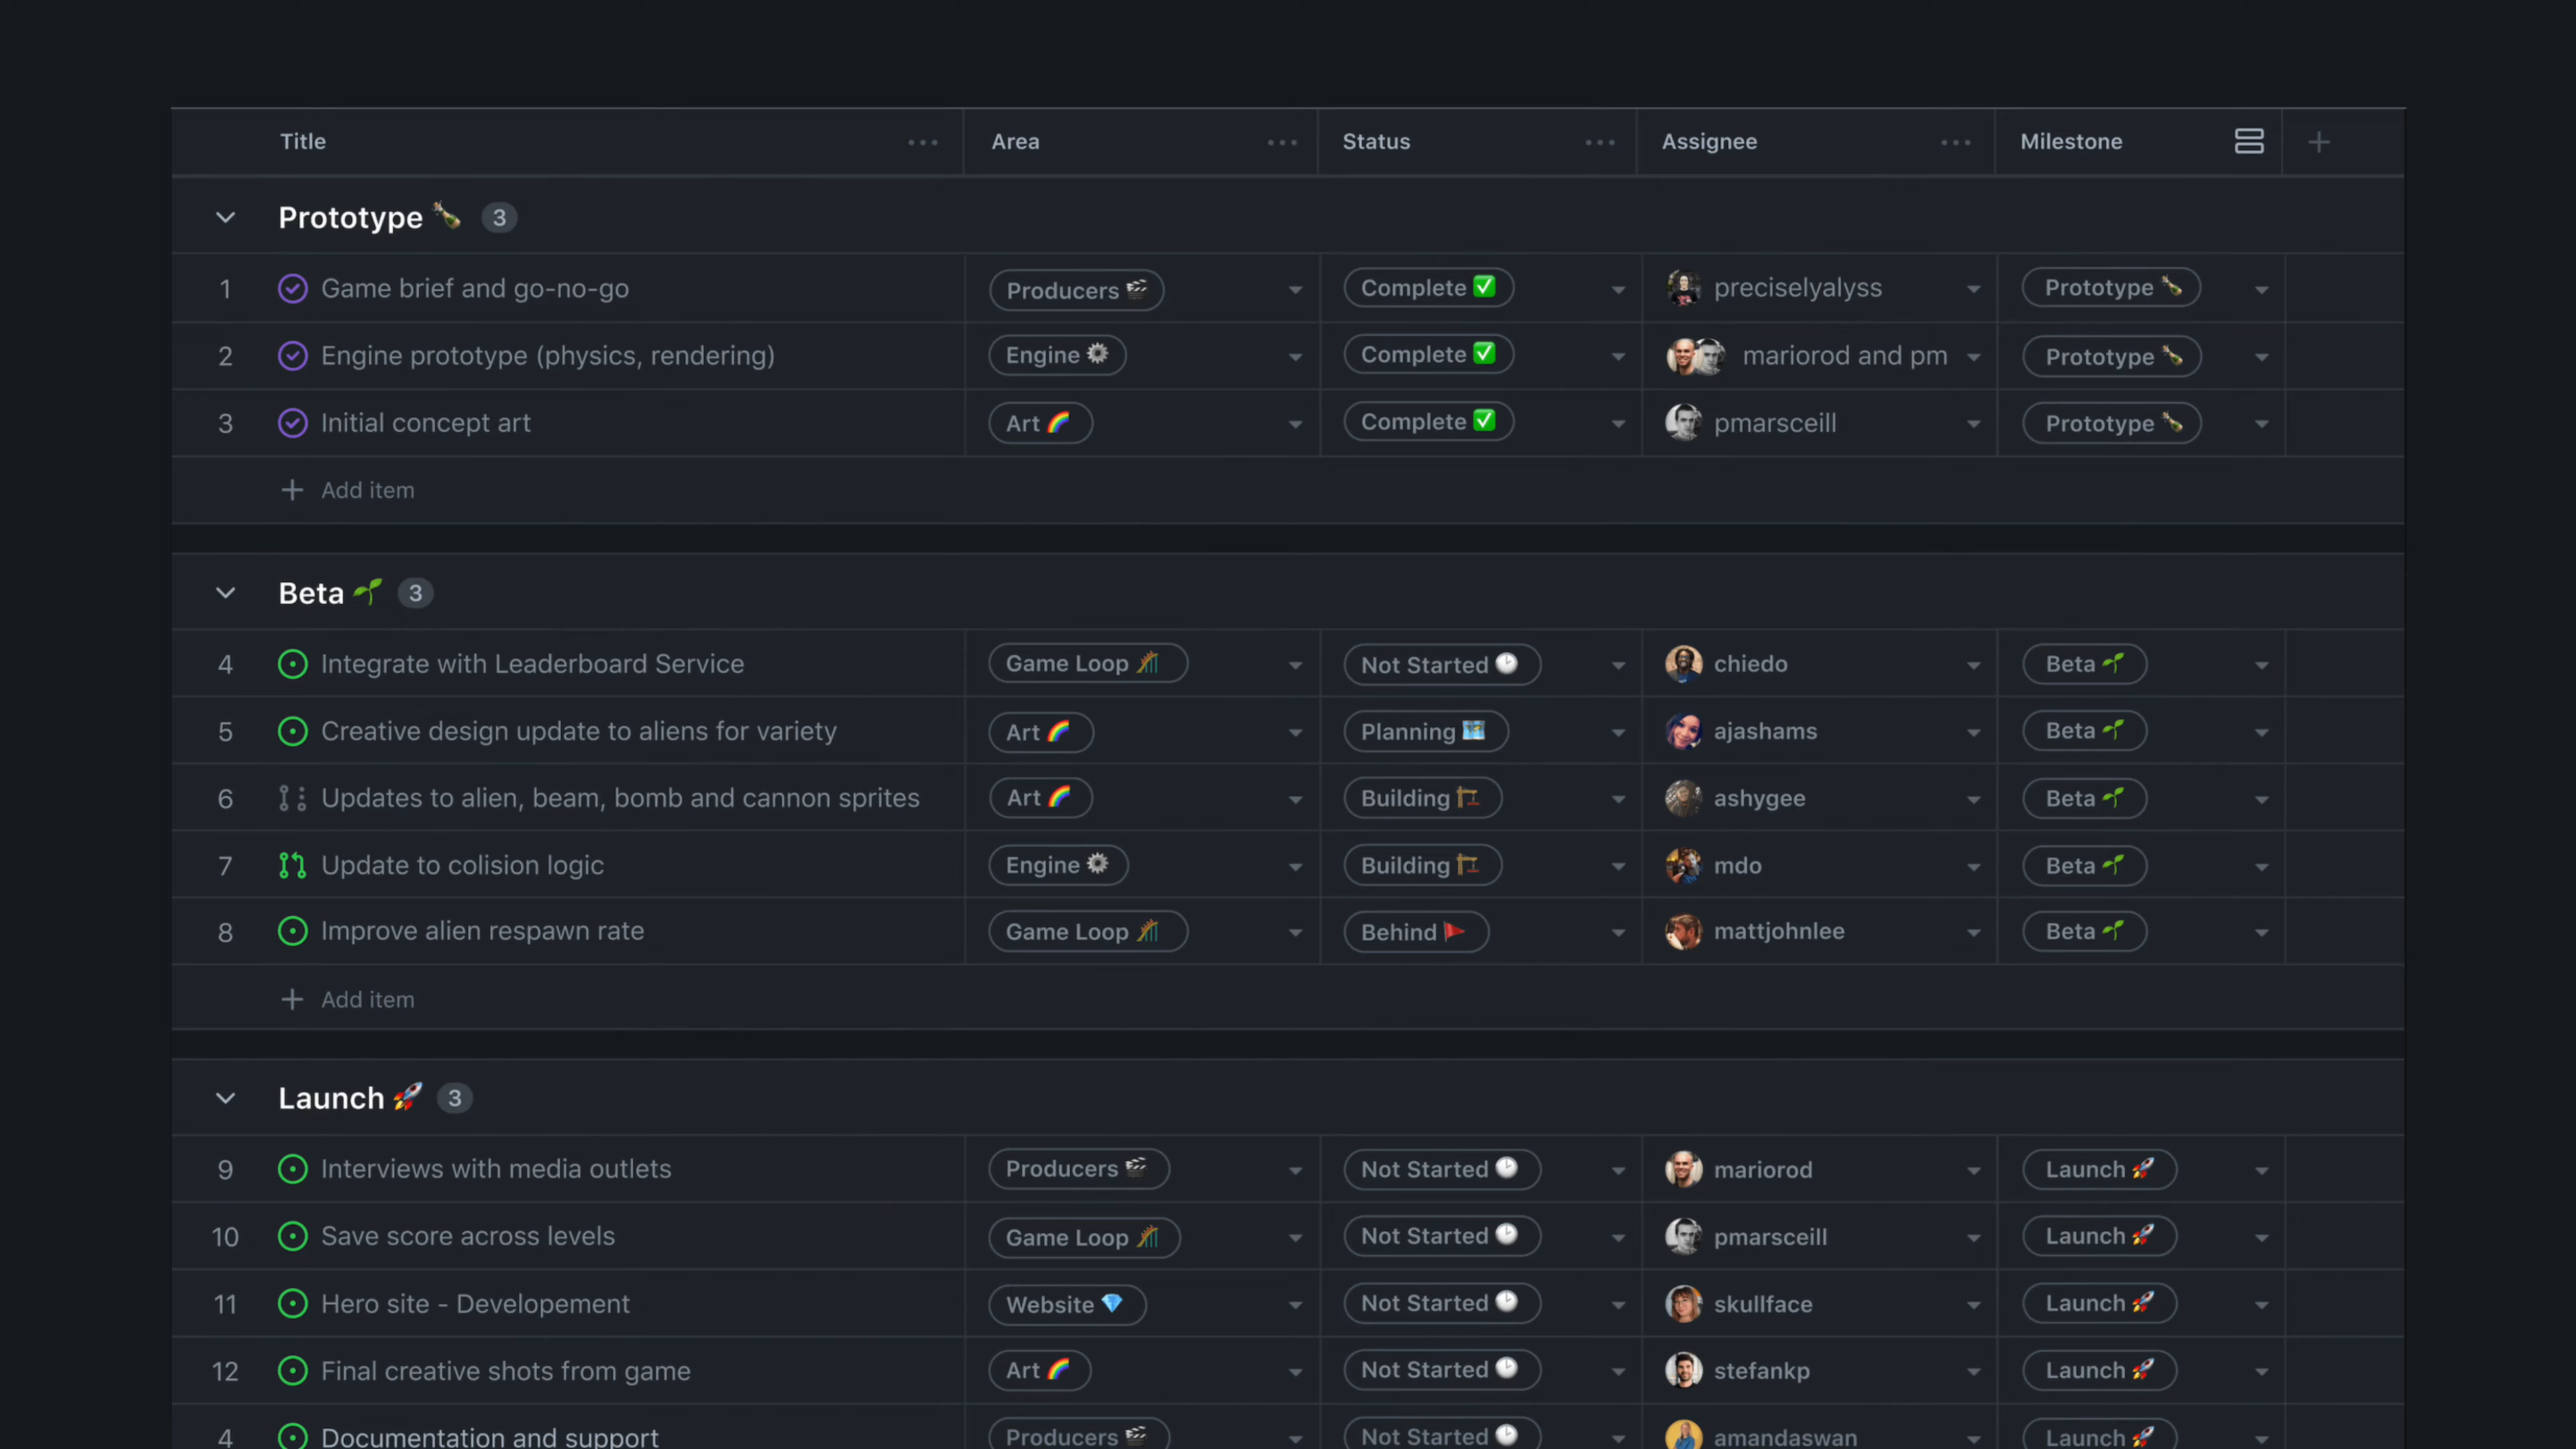 Title Area Status Assignee Milestone
Prototype 3
1 Game brief and go-no-go Producers Complete preciselyalyss Prototype
2 Engine prototype (physics, rendering) Engine Complete mariorod and pm Prototype
3 Initial concept art Art Complete pmarsceill Prototype
Add item
Beta 3
4 Integrate with Leaderboard Service Game Loop Not Started chiedo Beta
5 Creative design update to aliens for variety Art Planning ajashams Beta
6 Updates to alien, beam, bomb and cannon sprites Art Building ashygee Beta
7 Update to colision logic Engine Building mdo Beta
8 Improve alien respawn rate Game Loop Behind mattjohnlee Beta
Add item
Launch 3
9 Interviews with media outlets Producers Not Started mariorod Launch
10 Save score across levels Game Loop Not Started pmarsceill Launch
11 Hero site - Developement Website Not Started skullface Launch
12 Final creative shots from game Art Not Started stefankp Launch
4 Documentation and support Producers Not Started amandaswan Launch